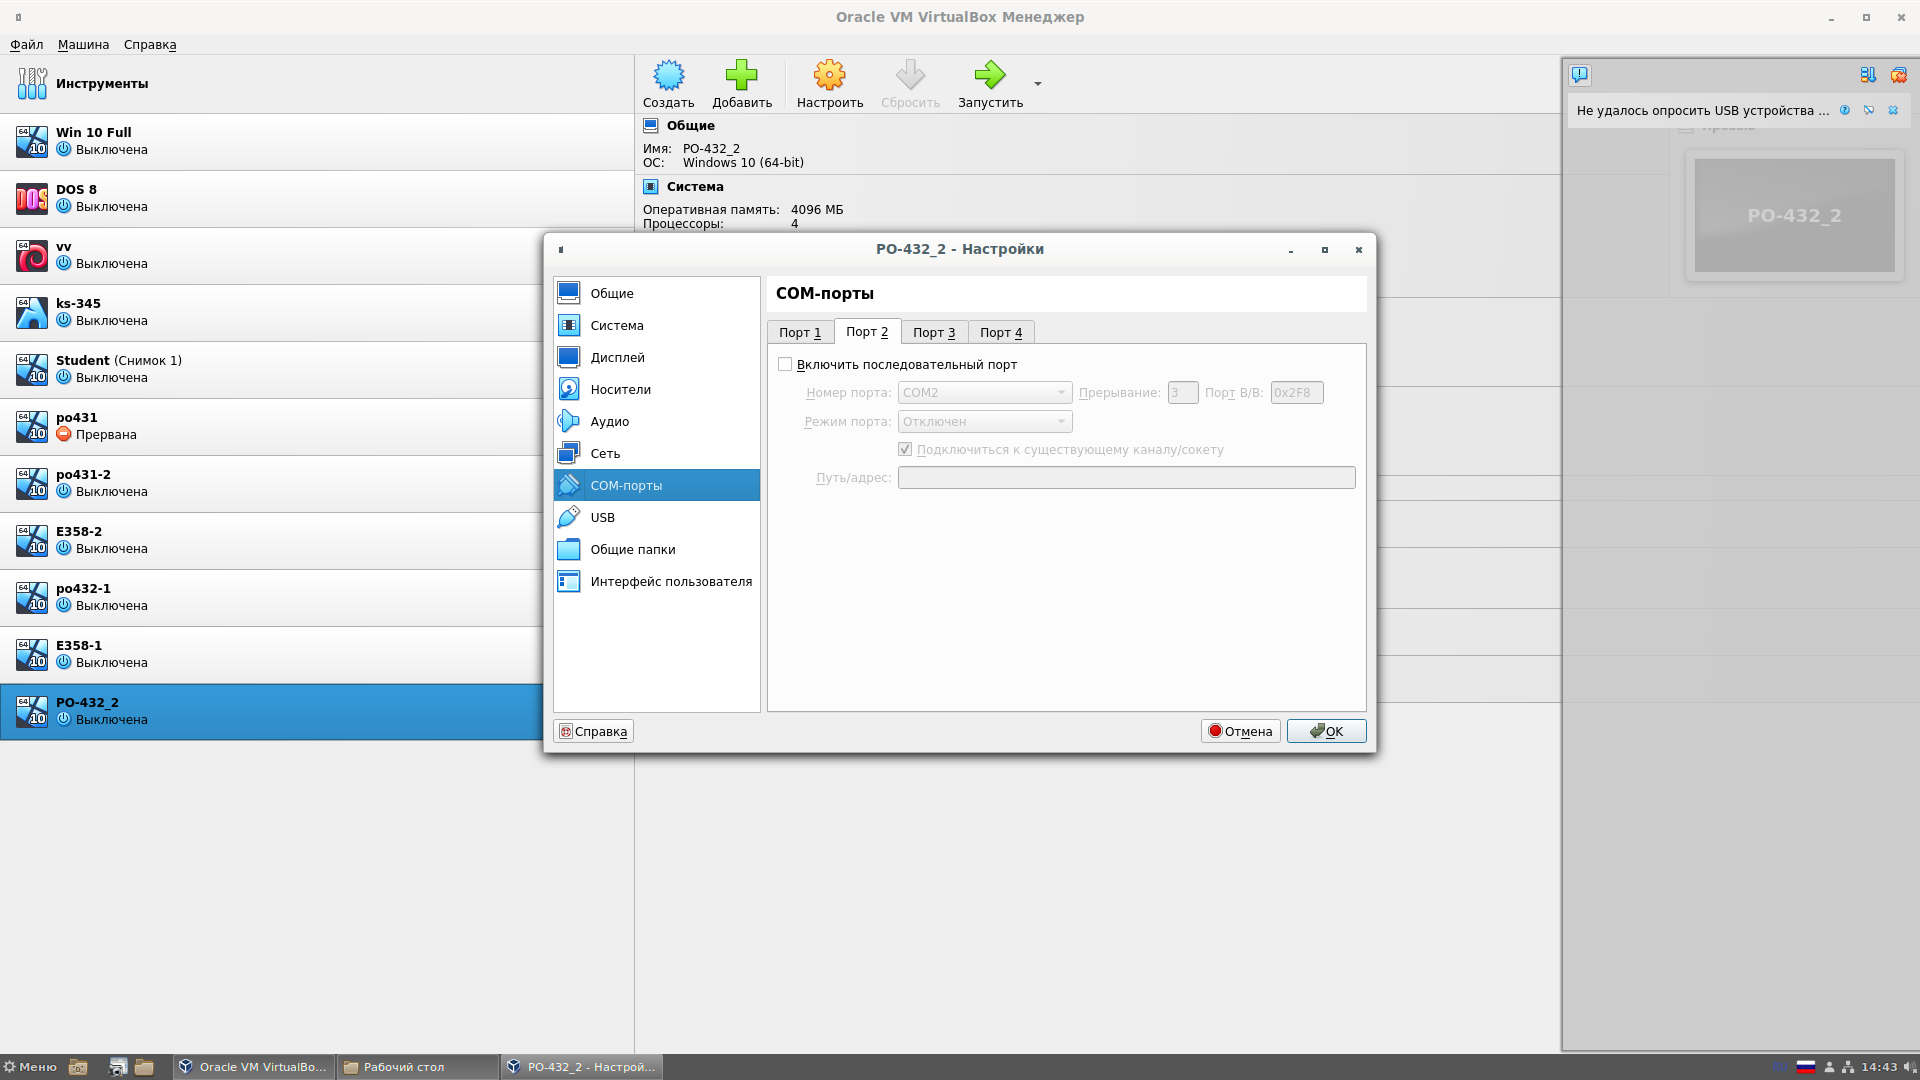 Oracle VM VirtualBox Менеджер
Файл Машина Справка
Инструменты
Создать Добавить Настроить Сбросить Запустить
Не удалось опросить USB устройства ...
Win 10 Full
Выключена
DOS 8
Выключена
vv
Выключена
ks-345
Выключена
Student (Снимок 1)
Выключена
po431
Прервана
po431-2
Выключена
E358-2
Выключена
po432-1
Выключена
E358-1
Выключена
PO-432_2
Выключена
Общие
Имя: PO-432_2
ОС: Windows 10 (64-bit)
Система
Оперативная память: 4096 МБ
Процессоры: 4
PO-432_2
PO-432_2 - Настройки
Общие
Система
Дисплей
Носители
Аудио
Сеть
COM-порты
USB
Общие папки
Интерфейс пользователя
COM-порты
Порт 1 Порт 2 Порт 3 Порт 4
Включить последовательный порт
Номер порта: COM2 Прерывание: 3 Порт В/В: 0x2F8
Режим порта: Отключен
Подключиться к существующему каналу/сокету
Путь/адрес:
Справка Отмена OK
Меню Oracle VM VirtualBo... Рабочий стол PO-432_2 - Настрой... 14:43